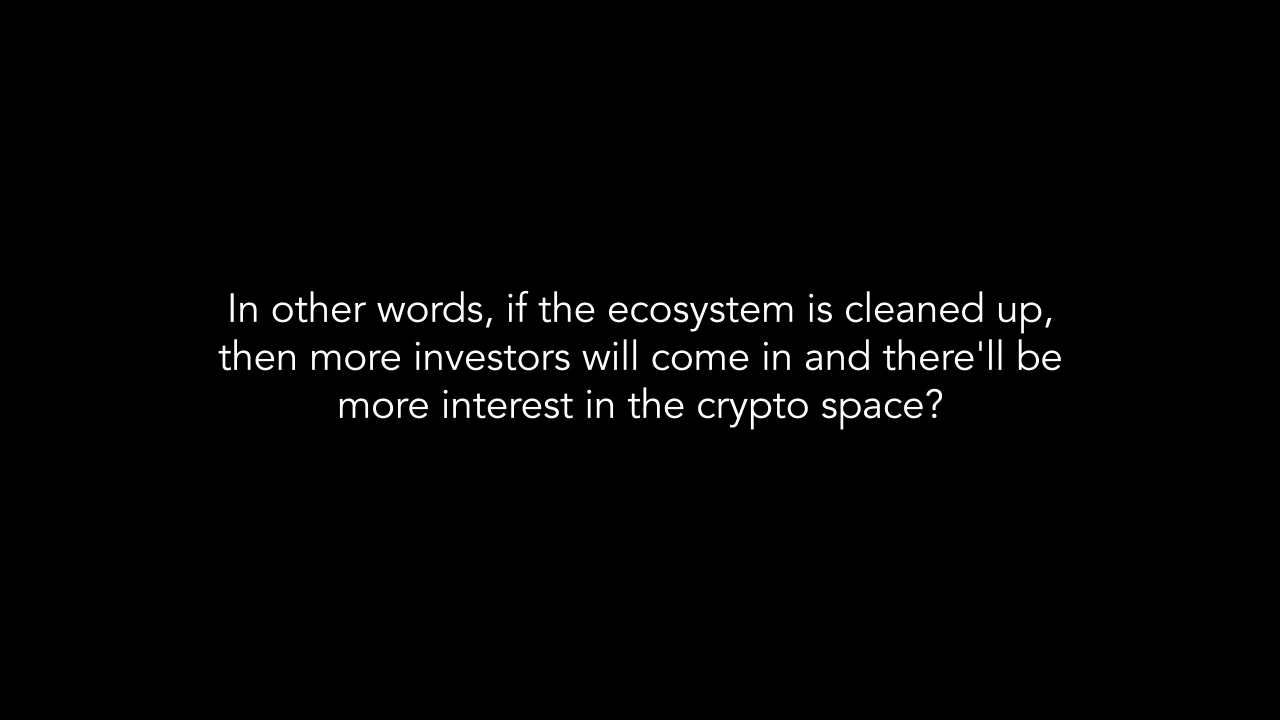 In other words, if the ecosystem is cleaned up,
then more investors will come in and there'll be
more interest in the crypto space?